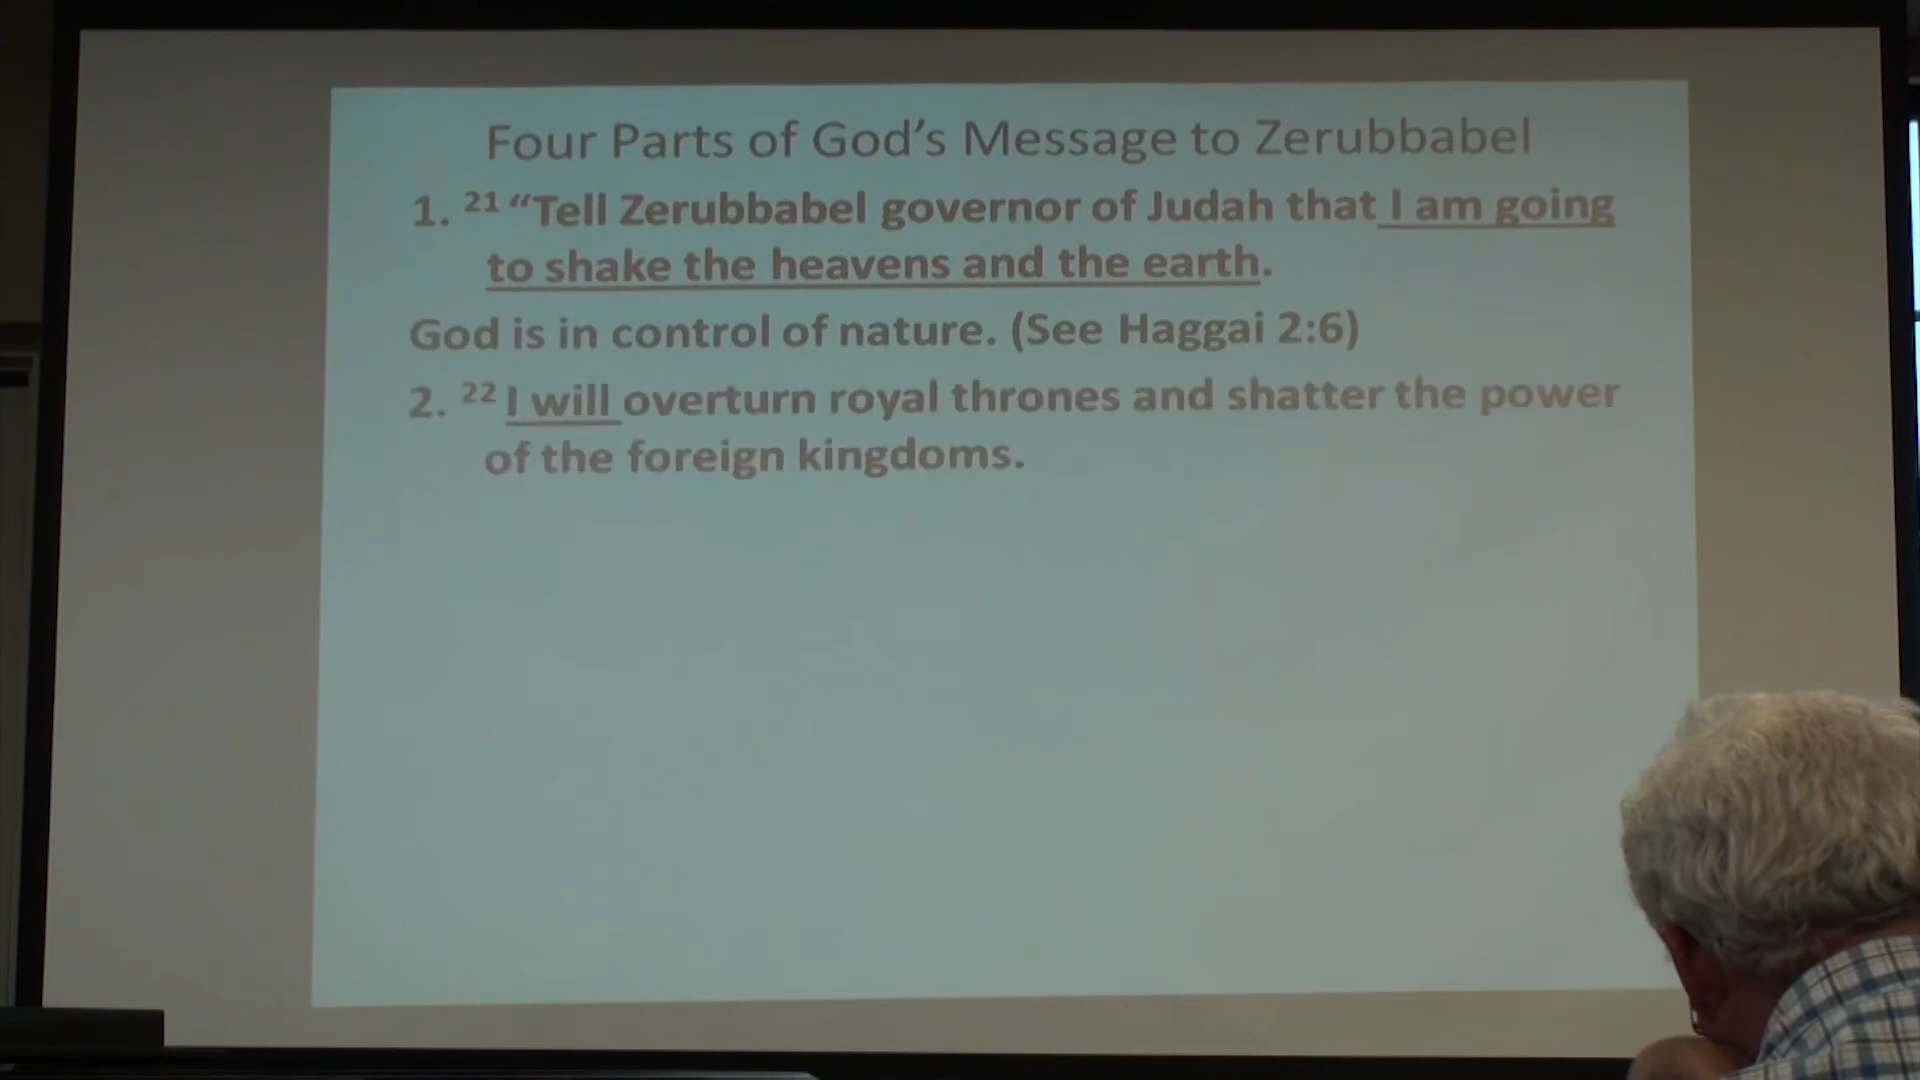 Four Parts of God’s Message to Zerubbabel
1. 21 “Tell Zerubbabel governor of Judah that I am going
to shake the heavens and the earth.
God is in control of nature. (See Haggai 2:6)
2. 22 I will overturn royal thrones and shatter the power
of the foreign kingdoms.